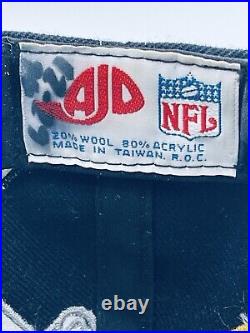 AJD
NFL
20% WOOL 80% ACRYLIC
MADE IN TAIWAN, R.O.C.